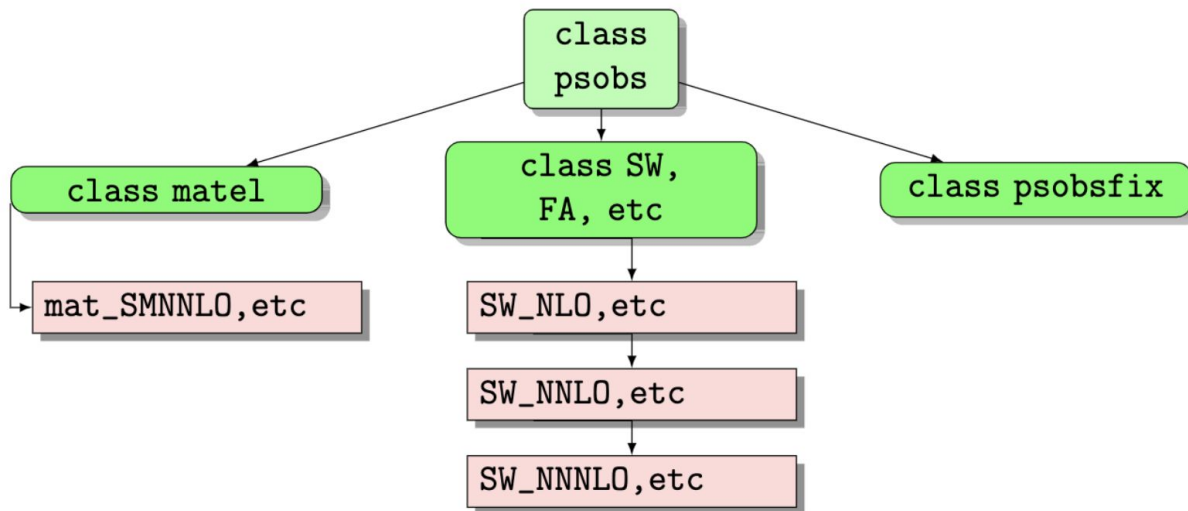 class
psobs
class matel
class SW,
FA, etc
class psobsfix
mat_SMNNLO,etc
SW_NLO,etc
SW_NNLO,etc
SW_NNNLO,etc